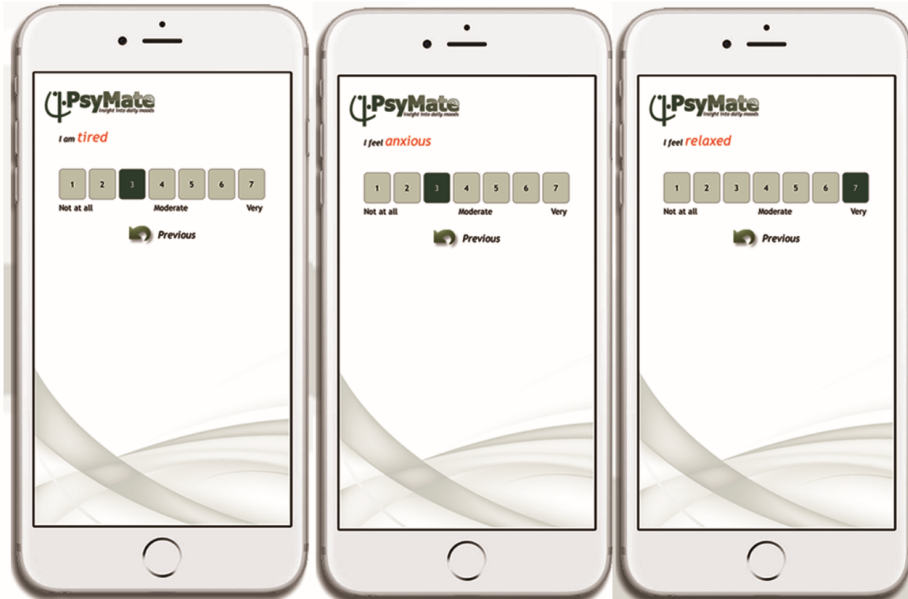 PsyMate
Insight into daily moods
I am tired
1 2 3 4 5 6 7
Not at all Moderate Very
Previous
PsyMate
Insight into daily moods
I feel anxious
1 2 3 4 5 6 7
Not at all Moderate Very
Previous
PsyMate
Insight into daily moods
I feel relaxed
1 2 3 4 5 6 7
Not at all Moderate Very
Previous